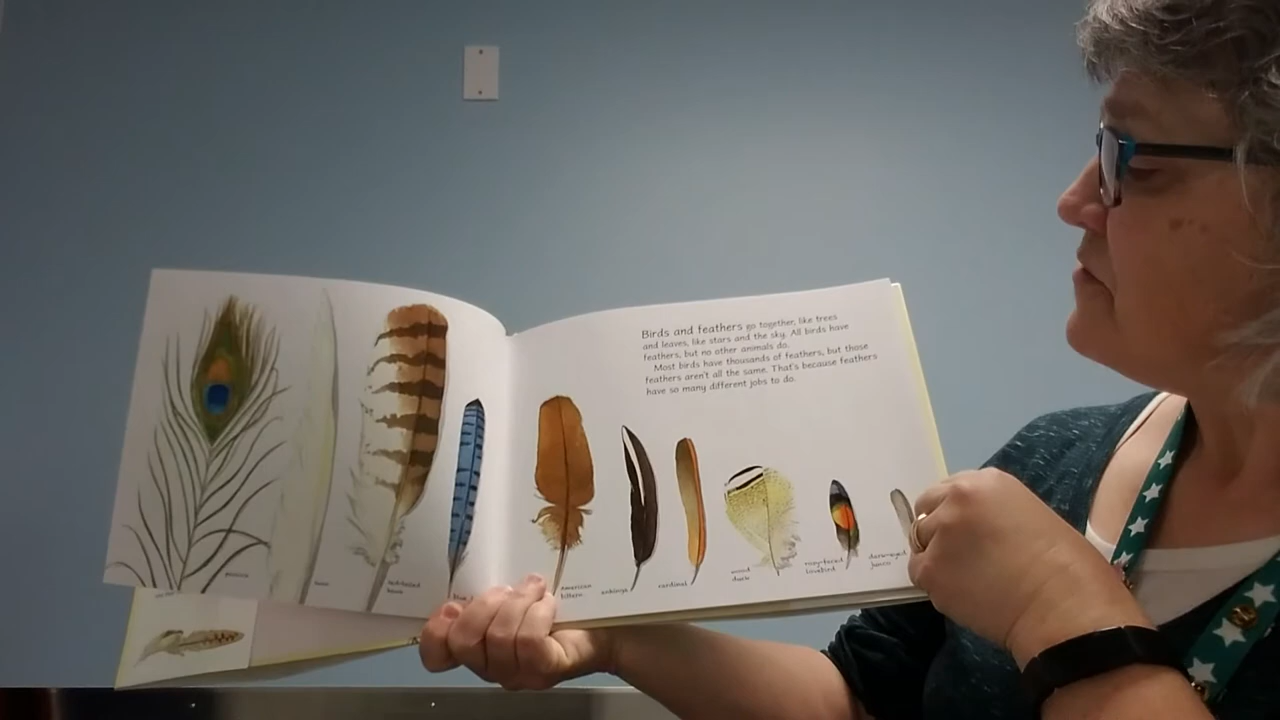 Birds and feathers go together, like trees
and leaves, like stars and the sky. All birds have
feathers, but no other animals do.
Most birds have thousands of feathers, but those
feathers aren't all the same. That's because feathers
have so many different jobs to do.
peacock
swan
red-tailed
hawk
blue
American
bittern
anhinga
cardinal
wood
duck
rosy-faced
lovebird
dark-eyed
junco